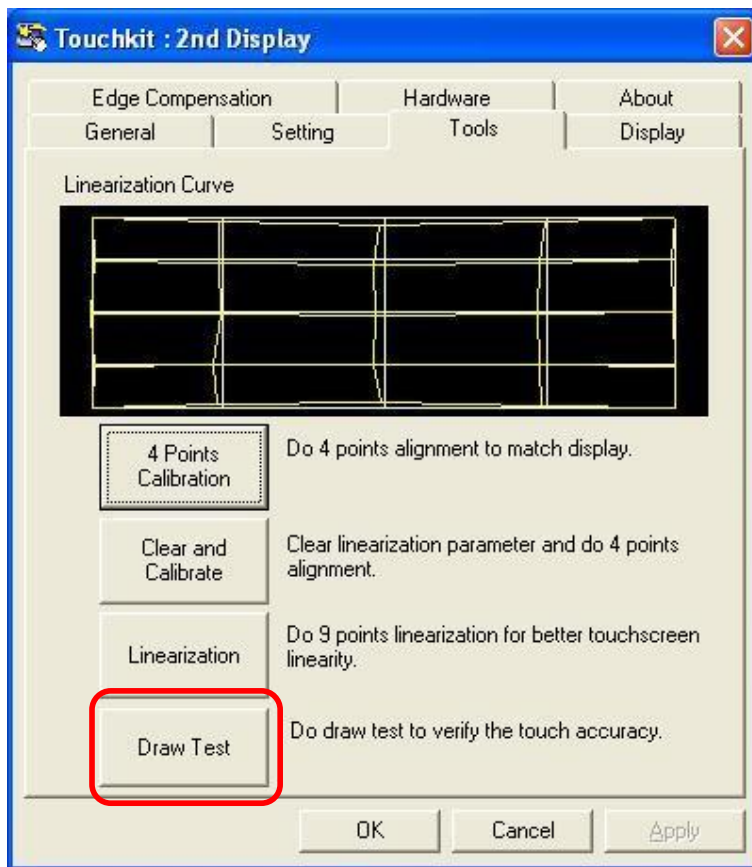 Touchkit : 2nd Display
Edge Compensation Hardware About
General Setting Tools Display
Linearization Curve
4 Points
Calibration
Do 4 points alignment to match display.
Clear and
Calibrate
Clear linearization parameter and do 4 points
alignment.
Linearization
Do 9 points linearization for better touchscreen
linearity.
Draw Test
Do draw test to verify the touch accuracy.
OK Cancel Apply